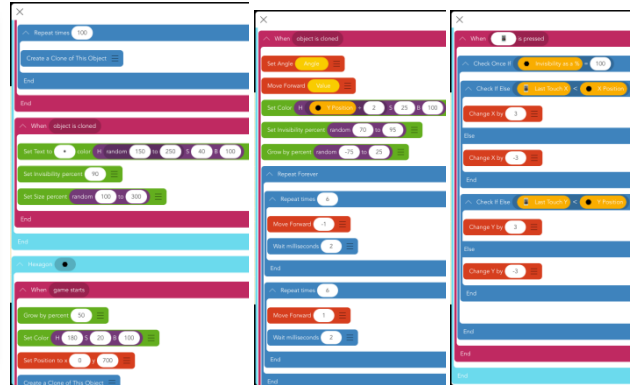 Repeat times 100
Create a Clone of This Object
End
End
When object is cloned
Set Text to color H random 150 to 250 S 40 B 100
Set Invisibility percent 90
Set Size percent random 100 to 300
End
End
Hexagon
When game starts
Grow by percent 50
Set Color H 180 S 20 B 100
Set Position to x 0 y 700
Create a Clone of This Object
When object is cloned
Set Angle Angle
Move Forward
Set Color H Y Position ÷ 2 S 25 B 100
Set Invisibility percent random 70 to 95
Grow by percent random -75 to 25
Repeat Forever
Repeat times 6
Move Forward -1
Wait milliseconds 2
End
Repeat times 6
Move Forward 1
Wait milliseconds 2
End
End
When is pressed
Check Once If Invisibility as a % = 100
Check If Else Last Touch X < X Position
Change X by 3
Else
Change X by -3
End
Check If Else Last Touch X < Y Position
Change Y by 3
Else
Change Y by -3
End
End
End
End